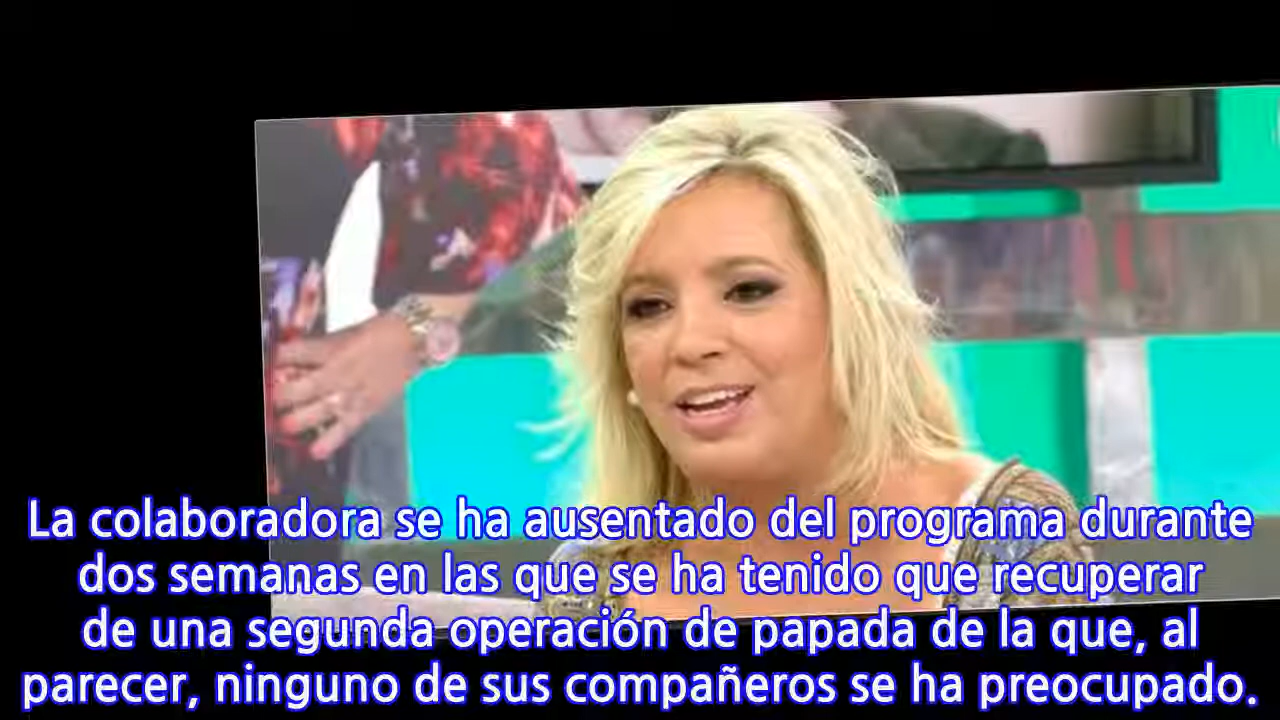 La colaboradora se ha ausentado del programa durante
dos semanas en las que se ha tenido que recuperar
de una segunda operación de papada de la que, al
parecer, ninguno de sus compañeros se ha preocupado.